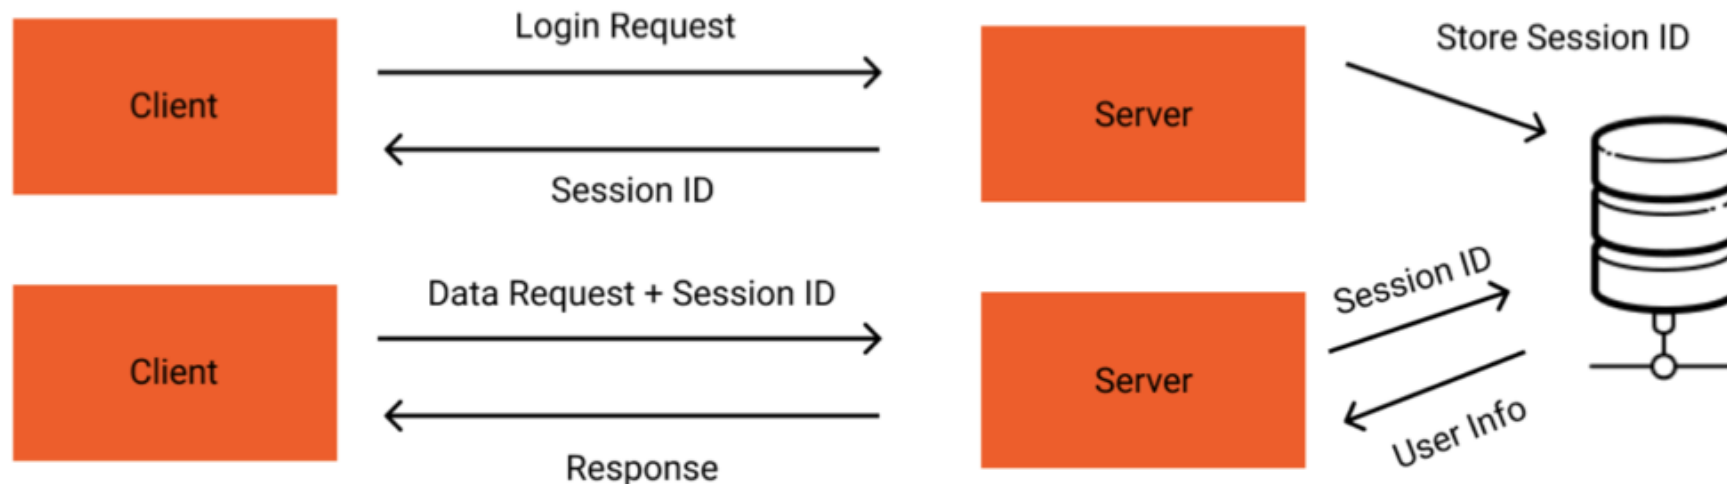 Login Request
Store Session ID
Client
Server
Session ID
Data Request + Session ID
Session ID
Client
Server
User Info
Response